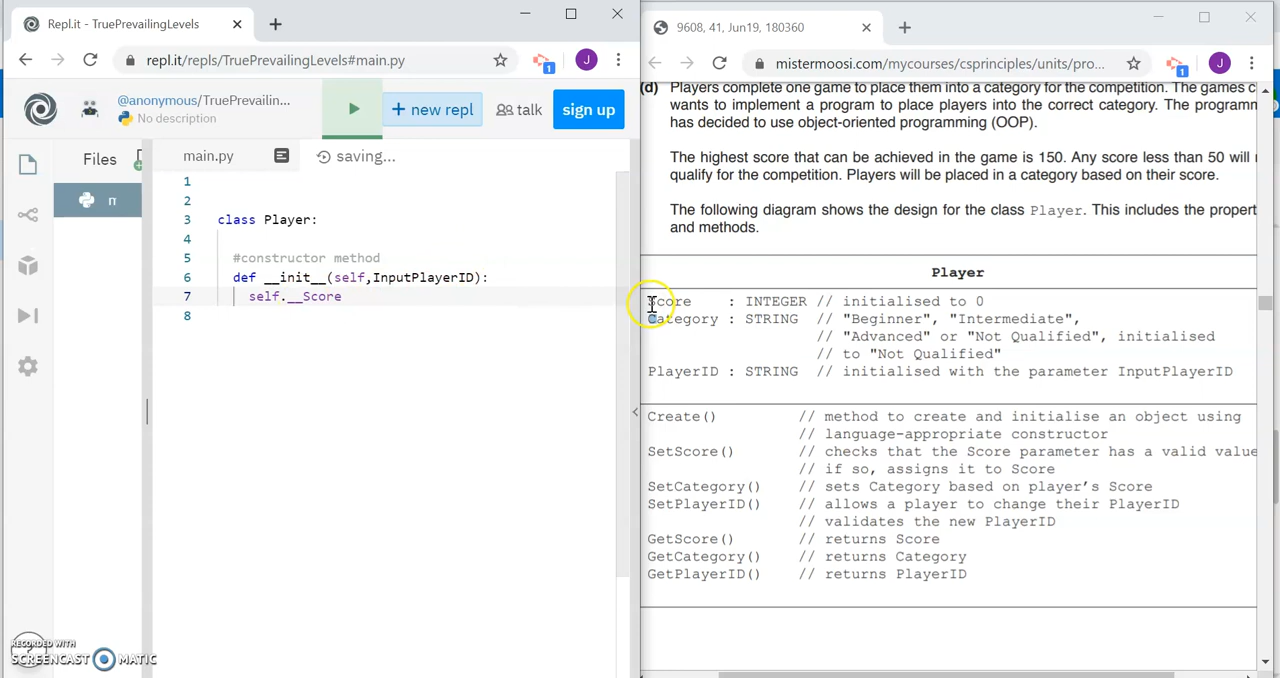 Repl.it - TruePrevailingLevels
9608, 41, Jun19, 180360
repl.it/repls/TruePrevailingLevels#main.py
1
J
mistermoosi.com/mycourses/csprinciples/units/pro...
1
J
@anonymous/TruePrevailin...
No description
+ new repl
talk
sign up
Files
main.py
saving...
1
2
3 class Player:
4
5 #constructor method
6 def __init__(self,InputPlayerID):
7 self.__Score
8
(d) Players complete one game to place them into a category for the competition. The games
wants to implement a program to place players into the correct category. The
has decided to use object-oriented programming (OOP).
The highest score that can be achieved in the game is 150. Any score less than 50 will
qualify for the competition. Players will be placed in a category based on their score.
The following diagram shows the design for the class Player. This includes the
and methods.
Player
Score : INTEGER // initialised to 0
Category : STRING // "Beginner", "Intermediate",
// "Advanced" or "Not Qualified", initialised
// to "Not Qualified"
PlayerID : STRING // initialised with the parameter InputPlayerID
Create() // method to create and initialise an object using
// language-appropriate constructor
SetScore() // checks that the Score parameter has a valid value
// if so, assigns it to Score
SetCategory() // sets Category based on player's Score
SetPlayerID() // allows a player to change their PlayerID
// validates the new PlayerID
GetScore() // returns Score
GetCategory() // returns Category
GetPlayerID() // returns PlayerID
RECORDED WITH
SCREENCAST MATIC